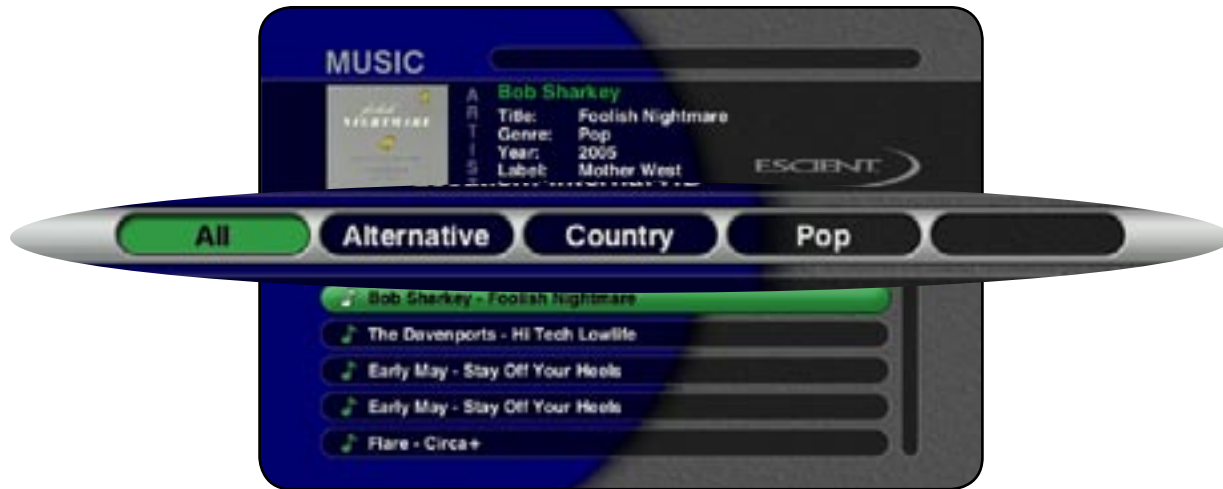 MUSIC
ARTIST
Bob Sharkey
Title: Foolish Nightmare
Genre: Pop
Year: 2005
Label: Mother West
NIGHTMARE
ESCIENT
All Alternative Country Pop
Bob Sharkey - Foolish Nightmare
The Davenports - Hi Tech Lowlife
Early May - Stay Off Your Heels
Early May - Stay Off Your Heels
Flare - Circa+